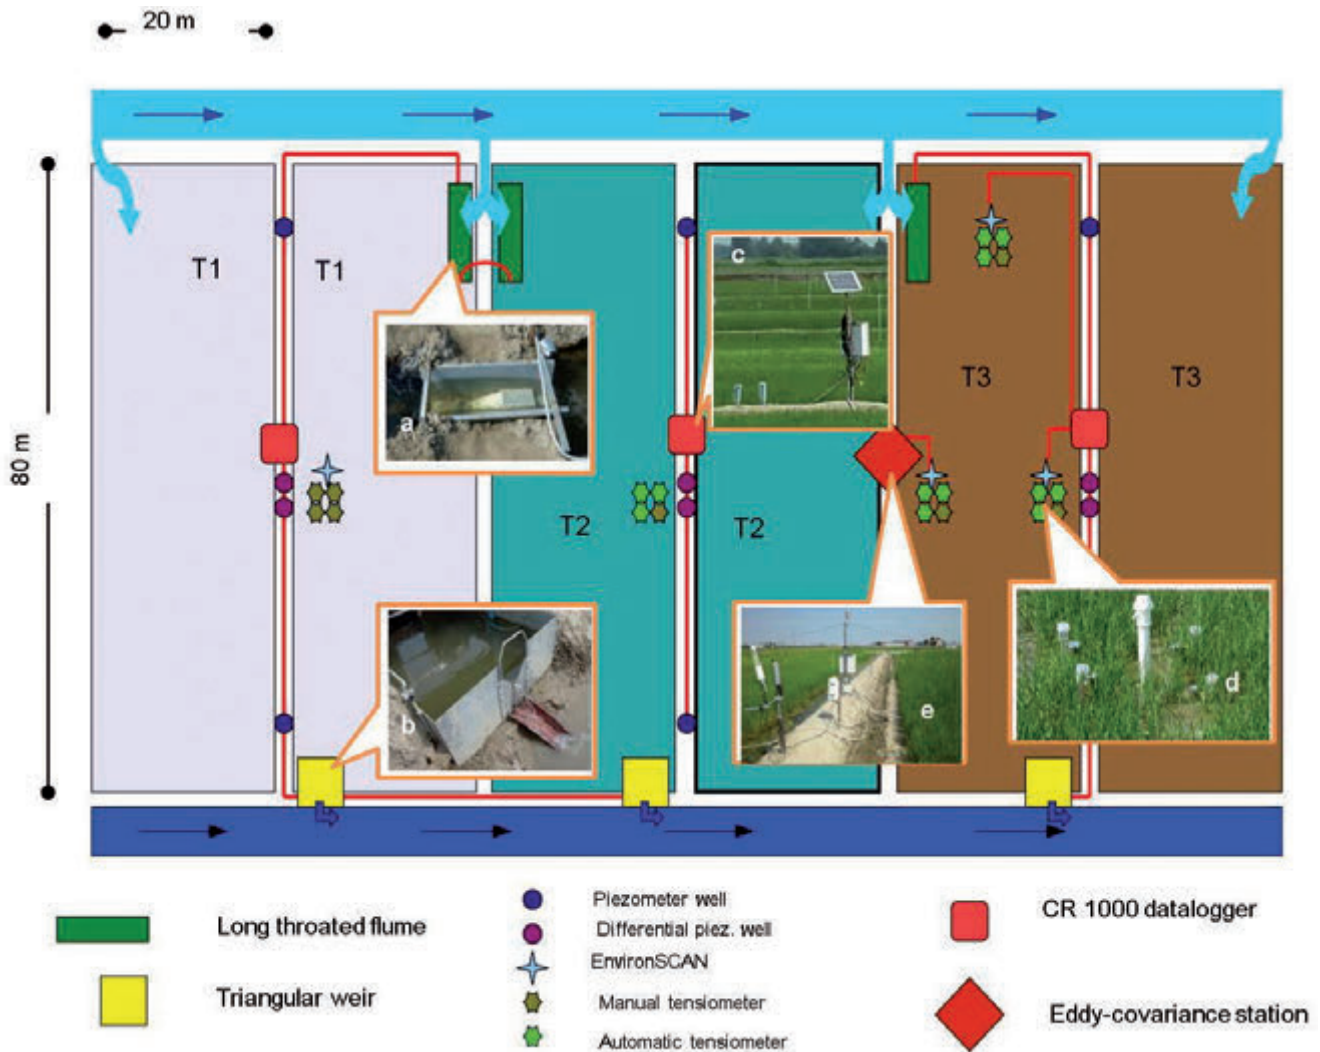 20 m
80 m
T1
T1
T2
T2
T3
T3
a
b
c
d
e
Long throated flume
Triangular weir
Piezometer well
Differential piez. well
EnvironSCAN
Manual tensiometer
Automatic tensiometer
CR 1000 datalogger
Eddy-covariance station